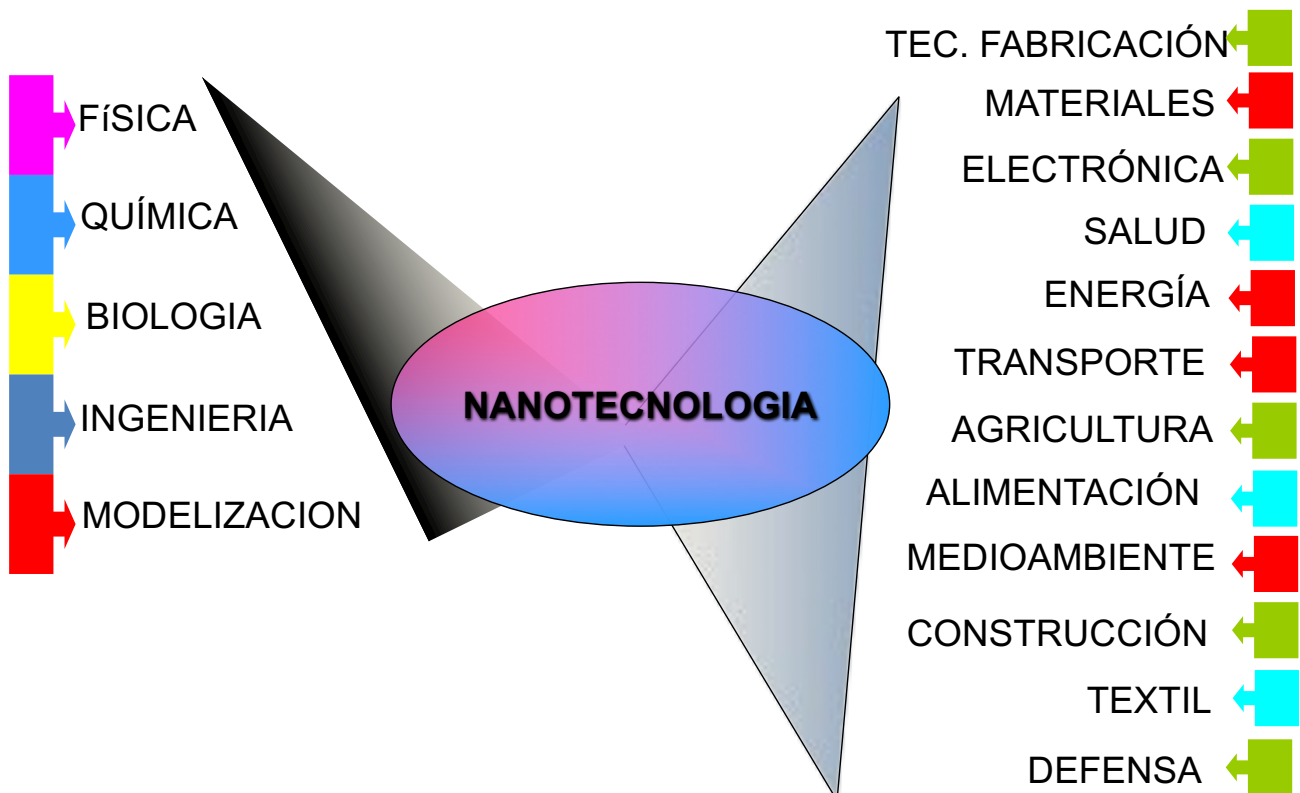 FíSICA
QUÍMICA
BIOLOGIA
INGENIERIA
MODELIZACION
NANOTECNOLOGIA
TEC. FABRICACIÓN
MATERIALES
ELECTRÓNICA
SALUD
ENERGÍA
TRANSPORTE
AGRICULTURA
ALIMENTACIÓN
MEDIOAMBIENTE
CONSTRUCCIÓN
TEXTIL
DEFENSA